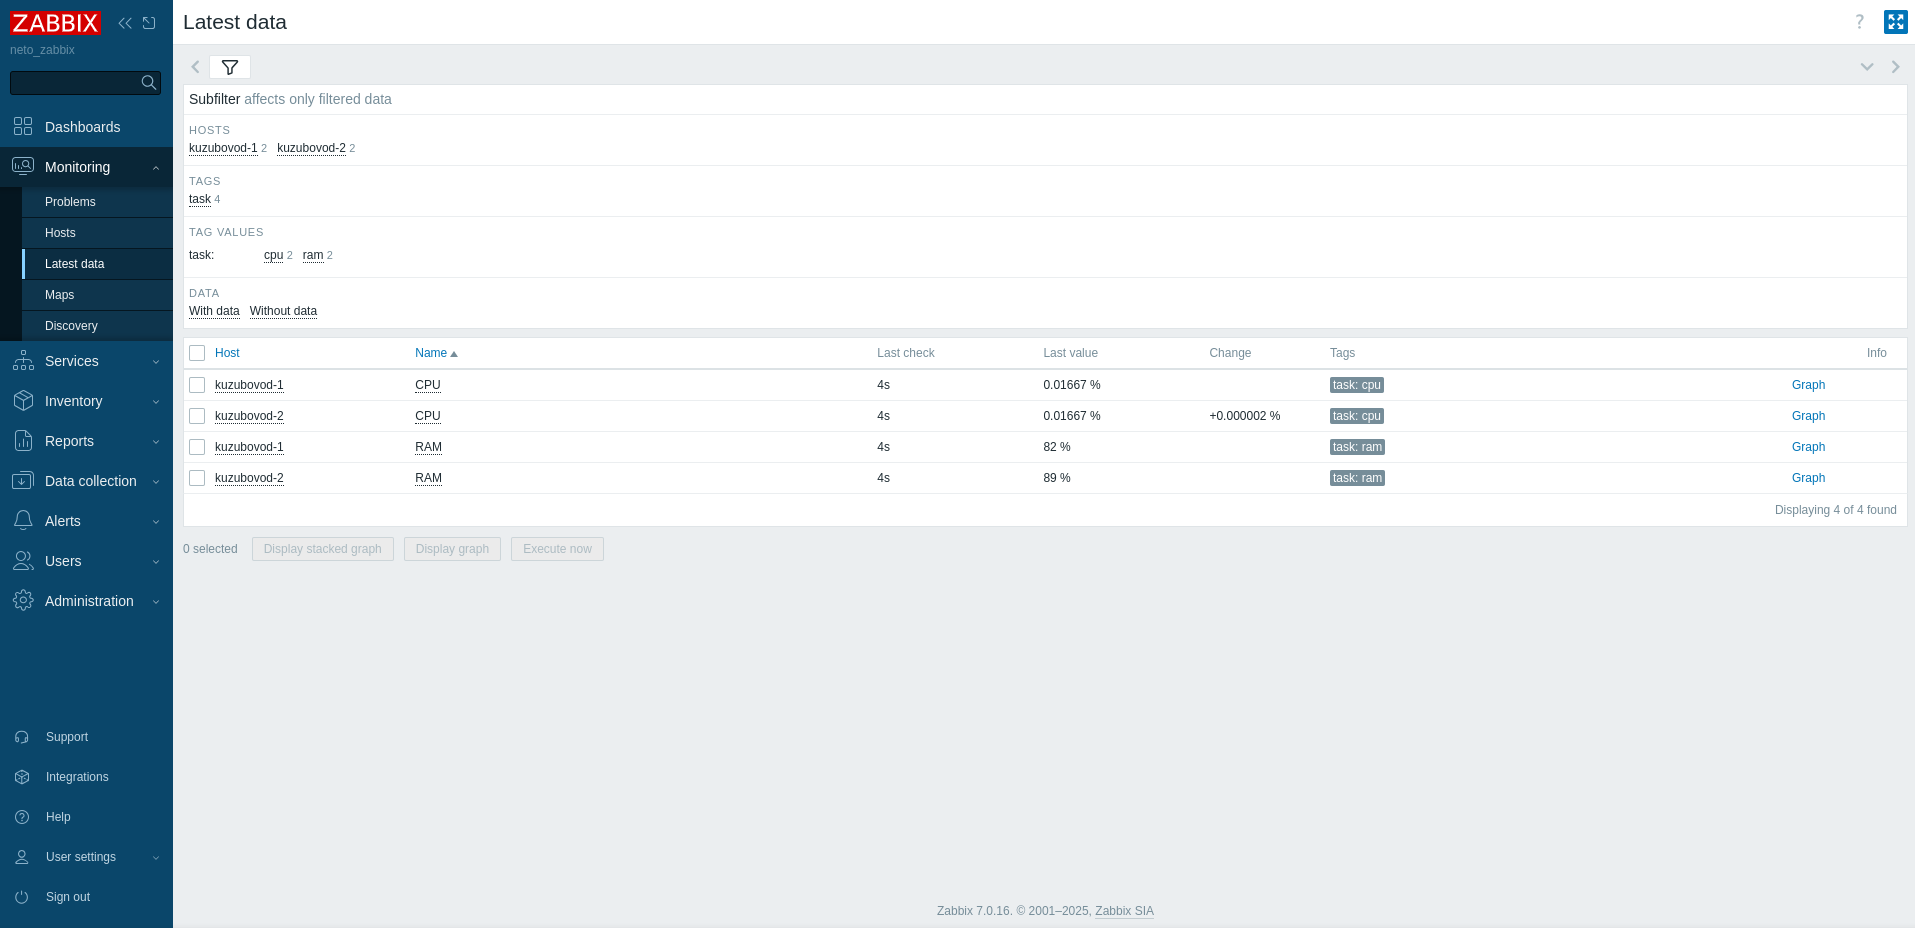 ZABBIX
neto_zabbix
Dashboards
Monitoring
Problems
Hosts
Latest data
Maps
Discovery
Services
Inventory
Reports
Data collection
Alerts
Users
Administration
Support
Integrations
Help
User settings
Sign out
Latest data
?
Subfilter affects only filtered data
HOSTS
kuzubovod-1 2 kuzubovod-2 2
TAGS
task 4
TAG VALUES
task: cpu 2 ram 2
DATA
With data Without data
Host Name Last check Last value Change Tags Info
kuzubovod-1 CPU 4s 0.01667 % task: cpu Graph
kuzubovod-2 CPU 4s 0.01667 % +0.000002 % task: cpu Graph
kuzubovod-1 RAM 4s 82 % task: ram Graph
kuzubovod-2 RAM 4s 89 % task: ram Graph
Displaying 4 of 4 found
0 selected Display stacked graph Display graph Execute now
Zabbix 7.0.16. © 2001–2025, Zabbix SIA